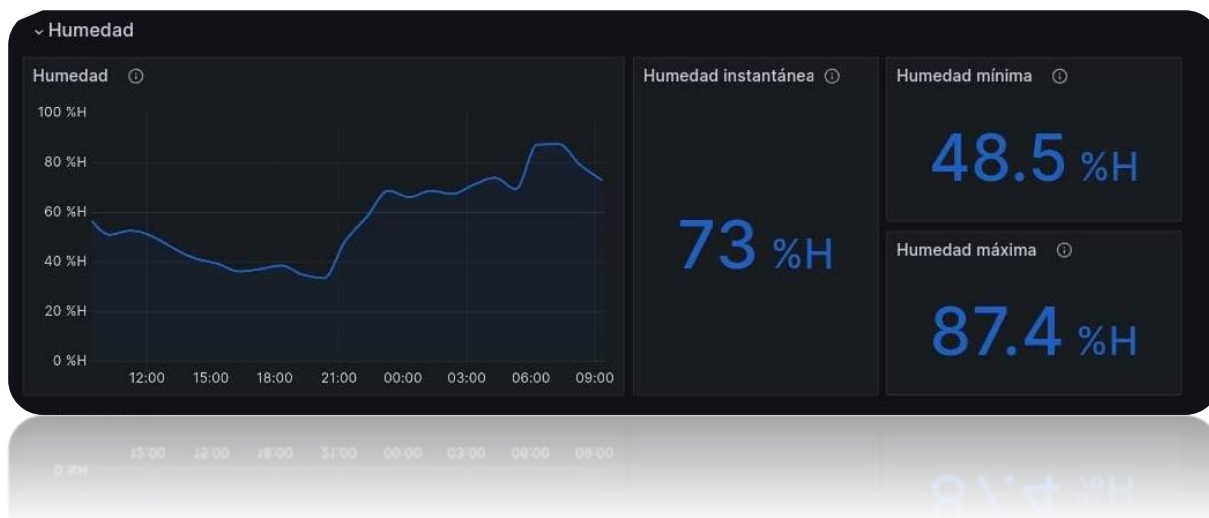 Humedad
Humedad
100 %H
80 %H
60 %H
40 %H
20 %H
0 %H
12:00 15:00 18:00 21:00 00:00 03:00 06:00 09:00
Humedad instantánea
73 %H
Humedad mínima
48.5 %H
Humedad máxima
87.4 %H